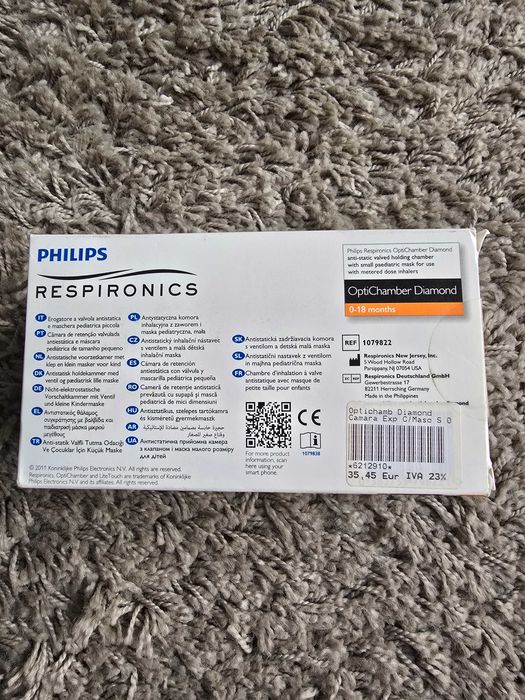 PHILIPS
RESPIRONICS
Philips Respironics OptiChamber Diamond
anti-static valved holding chamber
with small paediatric mask for use
with metered dose inhalers
OptiChamber Diamond
0-18 months
IT Erogatore a valvola antistatica
e maschera pediatrica piccola
PT Câmara de retenção valvulada
antiestática e máscara
pediátrica de tamanho pequeno
NL Antistatische voorzetkamer met
klep en klein masker voor kind
DK Antistatisk holdekammer med
ventil og pædiatrisk lille maske
DE Nicht-elektrostatische
Vorschaltkammer mit Ventil
und kleine Kindermaske
EL Αντιστατικός θάλαμος
συγκράτησης με βαλβίδα και
παιδιατρική μάσκα μικρού
μεγέθους
TR Anti-statik Valfli Tutma Odacığı
Ve Çocuklar İçin Küçük Maske
PL Antystatyczna komora
inhalacyjna z zaworem i
maska pediatryczna, mała
CZ Antistatický inhalační nástavec
s ventilem a malá dětská
inhalační maska
ES Cámara de retención
antiestática con válvula y
mascarilla pediátrica pequeña
RO Cameră de retenție antistatică
prevăzută cu supapă și mască
pediatrică de mici dimensiuni
HU Antisztatikus, szelepes tartókamra
és kisméretű gyermekmaszk
AR حجرة حابسة بصمامين مضادة للإستاتيكية
وقناع صغير للصغار
UA Антистатична прийомна камера
з клапаном і маска малого розміру
для дітей
SK Antistatická zadržiavacia komora
s ventilom a detská malá maska
SL Antistatični nastavek z ventilom
in majhna pediatrična maska
FR Chambre d'inhalation à valve
antistatique avec masque de
petite taille pour enfants
For more product
information, scan
here using your
smart phone.
1079838
REF 1079822
Respironics New Jersey, Inc.
5 Wood Hollow Road
Parsippany, NJ 07054 USA
EC REP Respironics Deutschland GmbH
Gewerbestrasse 17
82211 Herrsching Germany
Made in the Philippines
Optichamb Diamond
Camara Exp C/Masc S 0
*6212910*
35,45 Eur IVA 23%
© 2011 Koninklijke Philips Electronics N.V. All rights are reserved.
Respironics, OptiChamber and LiteTouch are trademarks of Koninklijke
Philips Electronics N.V and its affiliates. All rights reserved.